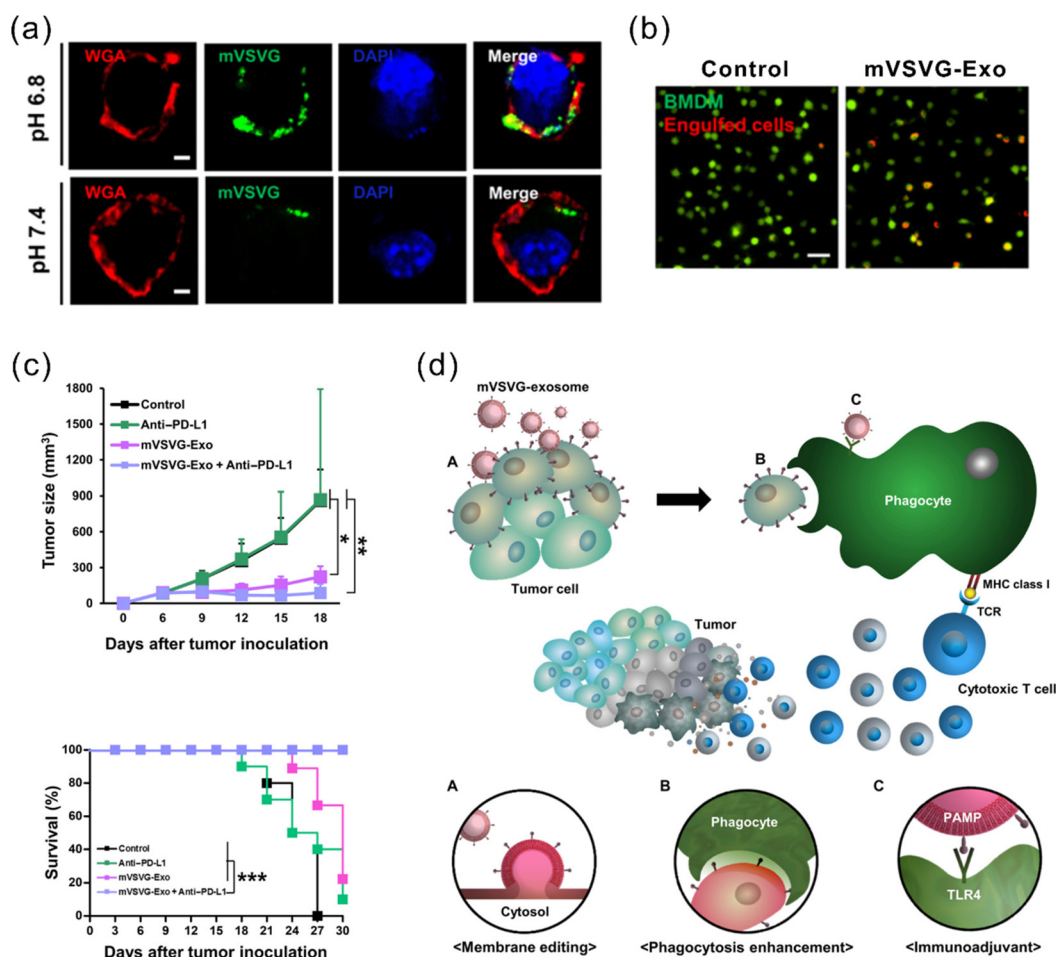 (a)
WGA
mVSVG
DAPI
Merge
pH 6.8
WGA
mVSVG
DAPI
Merge
pH 7.4
(b)
Control
mVSVG-Exo
BMDM
Engulfed cells
(c)
1800
1500
1200
900
600
300
0
Tumor size (mm³)
Control
Anti–PD-L1
mVSVG-Exo
mVSVG-Exo + Anti-PD-L1
*
**
0 6 9 12 15 18
Days after tumor inoculation
100
80
60
40
20
0
Survival (%)
Control
Anti-PD-L1
mVSVG-Exo
mVSVG-Exo + Anti-PD-L1
***
0 3 6 9 12 15 18 21 24 27 30
Days after tumor inoculation
(d)
mVSVG-exosome
A
Tumor cell
C
B
Phagocyte
MHC class I
TCR
Tumor
Cytotoxic T cell
A
Cytosol
<Membrane editing>
B
Phagocyte
<Phagocytosis enhancement>
C
PAMP
TLR4
<Immunoadjuvant>